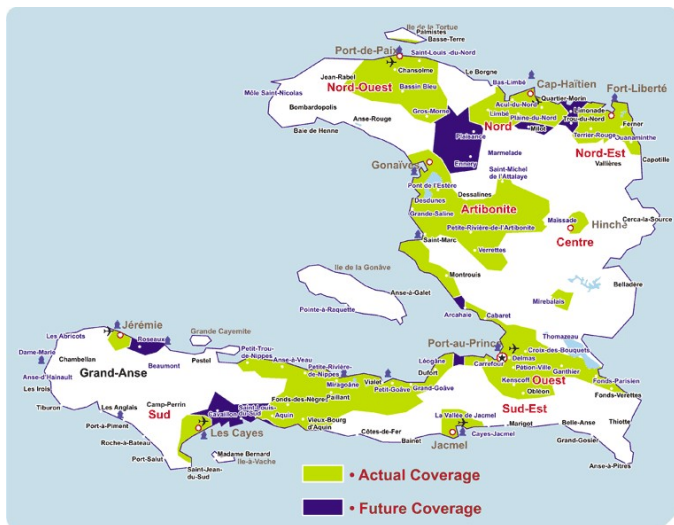 Ile de la Tortue
Palmistes
Basse-Terre
Port-de-Paix
Saint-Louis -du-Nord
Chansolme
Le Borgne
Bas-Limbé
Cap-Haïtien
Jean-Rabel
Nord-Ouest
Bassin Bleu
Quartier-Morin
Fort-Liberté
Môle Saint-Nicolas
Acul-du-Nord
Limonade
Bombardopolis
Gros-Morne
Limbé
Nord
Plaine-du-Nord
Trou-du-Nord
Ferrier
Anse-Rouge
Milot
Baie de Henne
Plaisance
Terrier-Rouge
Ouanaminthe
Marmelade
Nord-Est
Gonaïves
Ennery
Vallières
Capotille
Saint-Michel
de l'Attalaye
Pont de l'Estère
Dessalines
Desdunes
Artibonite
Grande-Saline
Maïssade
Hinche
Cerca-la-Source
Petite-Rivière-de-l'Artibonite
Saint-Marc
Centre
Verrettes
Ile de la Gonâve
Montrouis
Belladère
Anse-à-Galet
Mirebalais
Pointe-à-Raquette
Arcahaie
Cabaret
Jérémie
Grande Cayemite
Thomazeau
Les Abricots
Roseaux
Port-au-Prince
Croix-des-Bouquets
Dame-Marie
Petit-Trou-
de-Nippes
Léogâne
Delmas
Chambellan
Beaumont
Pestel
Anse-à-Veau
Carrefour
Pétion-Ville
Ganthier
Grand-Anse
Petite-Rivière-
de-Nippes
Dufort
Anse-d'Hainault
Miragoâne
Vialet
Kenscoff
Ouest
Fonds-Parisien
Les Irois
Petit-Goâve
Grand-Goâve
Obléon
Fonds-Verrettes
Camp-Perrin
Fonds-des-Nègres
Paillant
Tiburon
Les Anglais
Sud
Cavaillon
Saint-Louis-
du-Sud
Aquin
Sud-Est
La Vallée de Jacmel
Port-à-Piment
Vieux-Bourg
d'Aquin
Marigot
Belle-Anse
Thiotte
Les Cayes
Côtes-de-Fer
Cayes-Jacmel
Roche-à-Bateau
Bainet
Jacmel
Grand-Gosier
Port-Salut
Madame Bernard
Ile-à-Vache
Anse-à-Pitres
Saint-Jean-
du-Sud
• Actual Coverage
• Future Coverage